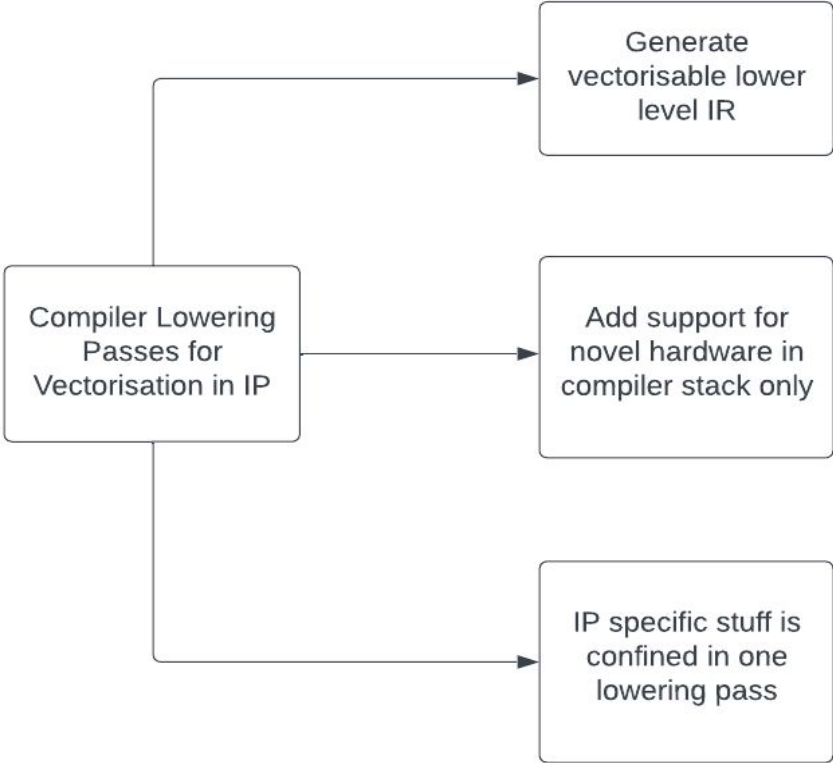 Generate
vectorisable lower
level IR
Compiler Lowering
Passes for
Vectorisation in IP
Add support for
novel hardware in
compiler stack only
IP specific stuff is
confined in one
lowering pass